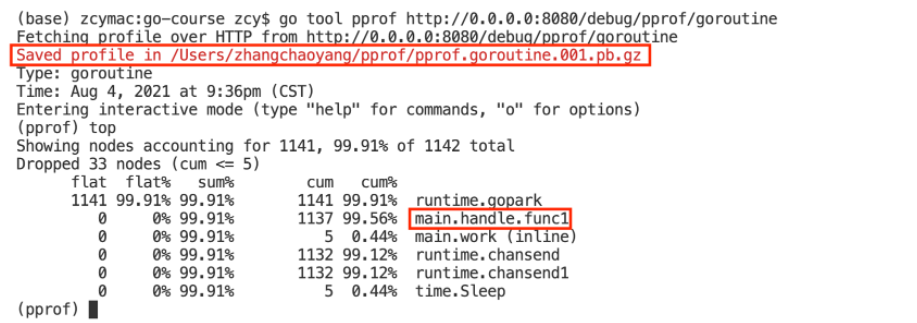 (base) zcymac:go-course zcy$ go tool pprof http://0.0.0.0:8080/debug/pprof/goroutine
Fetching profile over HTTP from http://0.0.0.0:8080/debug/pprof/goroutine
Saved profile in /Users/zhangchaoyang/pprof/pprof.goroutine.001.pb.gz
Type: goroutine
Time: Aug 4, 2021 at 9:36pm (CST)
Entering interactive mode (type "help" for commands, "o" for options)
(pprof) top
Showing nodes accounting for 1141, 99.91% of 1142 total
Dropped 33 nodes (cum <= 5)
flat flat% sum% cum cum%
1141 99.91% 99.91% 1141 99.91% runtime.gopark
0 0% 99.91% 1137 99.56% main.handle.func1
0 0% 99.91% 5 0.44% main.work (inline)
0 0% 99.91% 1132 99.12% runtime.chansend
0 0% 99.91% 1132 99.12% runtime.chansend1
0 0% 99.91% 5 0.44% time.Sleep
(pprof)